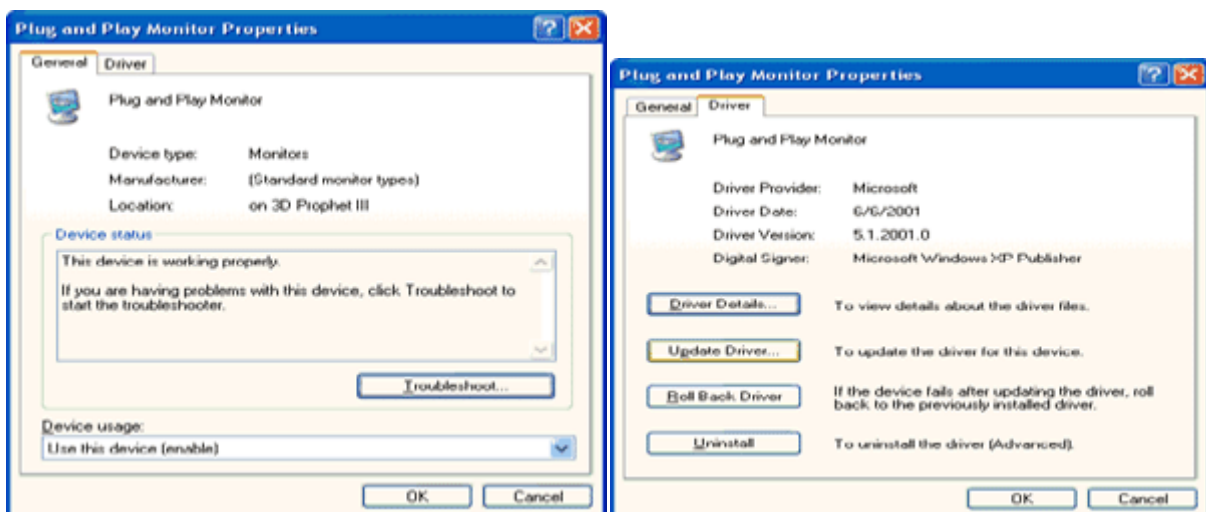 Plug and Play Monitor Properties
General Driver
Plug and Play Monitor
Device type: Monitors
Manufacturer: (Standard monitor types)
Location: on 3D Prophet III
Device status
This device is working properly.
If you are having problems with this device, click Troubleshoot to
start the troubleshooter.
Troubleshoot...
Device usage:
Use this device (enable)
OK Cancel
Plug and Play Monitor Properties
General Driver
Plug and Play Monitor
Driver Provider: Microsoft
Driver Date: 6/6/2001
Driver Version: 5.1.2001.0
Digital Signer: Microsoft Windows XP Publisher
Driver Details... To view details about the driver files.
Update Driver... To update the driver for this device.
Roll Back Driver If the device fails after updating the driver, roll
back to the previously installed driver.
Uninstall To uninstall the driver (Advanced).
OK Cancel